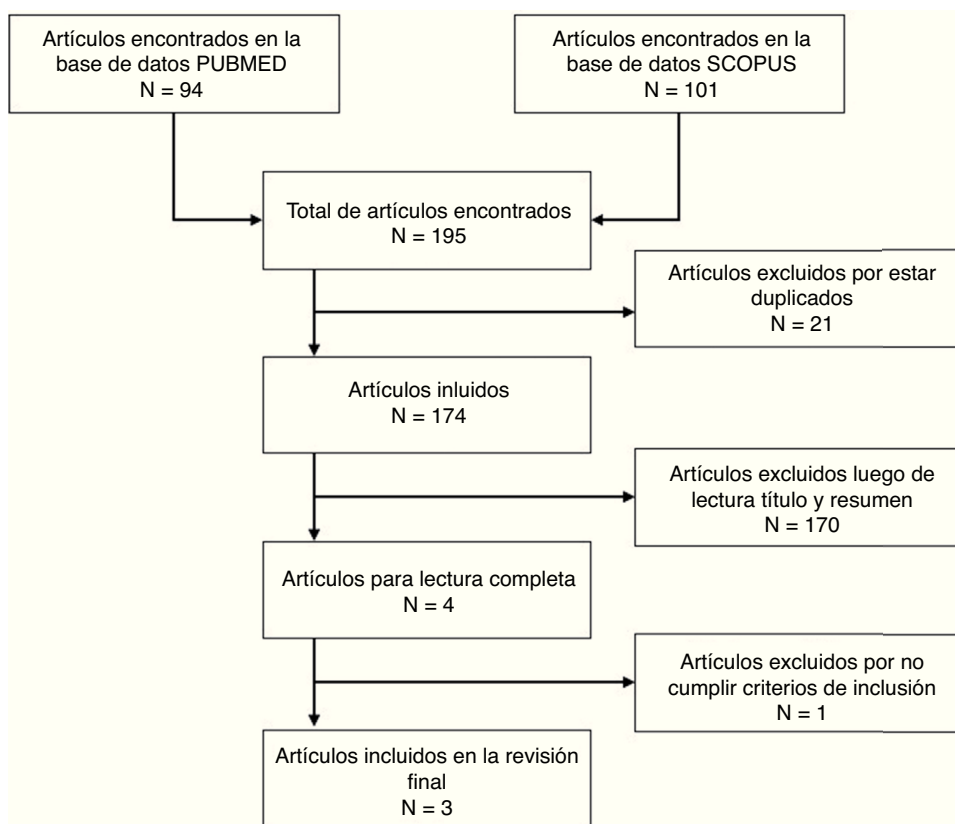 Artículos encontrados en la
base de datos PUBMED
N = 94
Artículos encontrados en la
base de datos SCOPUS
N = 101
Total de artículos encontrados
N = 195
Artículos excluidos por estar
duplicados
N = 21
Artículos inluidos
N = 174
Artículos excluidos luego de
lectura título y resumen
N = 170
Artículos para lectura completa
N = 4
Artículos excluidos por no
cumplir criterios de inclusión
N = 1
Artículos incluidos en la revisión
final
N = 3